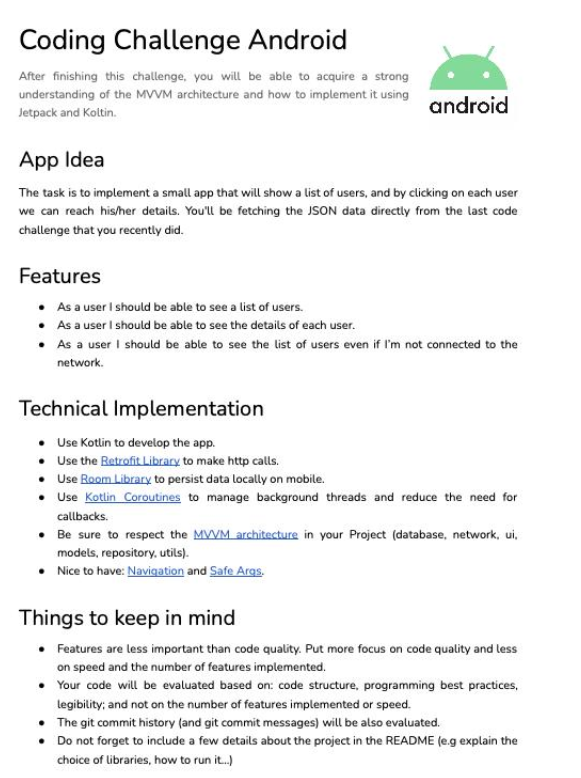 Coding Challenge Android
After finishing this challenge, you will be able to acquire a strong
understanding of the MVVM architecture and how to implement it using
Jetpack and Koltin.
android
App Idea
The task is to implement a small app that will show a list of users, and by clicking on each user
we can reach his/her details. You'll be fetching the JSON data directly from the last code
challenge that you recently did.
Features
● As a user I should be able to see a list of users.
● As a user I should be able to see the details of each user.
● As a user I should be able to see the list of users even if I'm not connected to the
network.
Technical Implementation
● Use Kotlin to develop the app.
● Use the Retrofit Library to make http calls.
● Use Room Library to persist data locally on mobile.
● Use Kotlin Coroutines to manage background threads and reduce the need for
callbacks.
● Be sure to respect the MVVM architecture in your Project (database, network, ui,
models, repository, utils).
● Nice to have: Navigation and Safe Args.
Things to keep in mind
● Features are less important than code quality. Put more focus on code quality and less
on speed and the number of features implemented.
● Your code will be evaluated based on: code structure, programming best practices,
legibility; and not on the number of features implemented or speed.
● The git commit history (and git commit messages) will be also evaluated.
● Do not forget to include a few details about the project in the README (e.g explain the
choice of libraries, how to run it...)